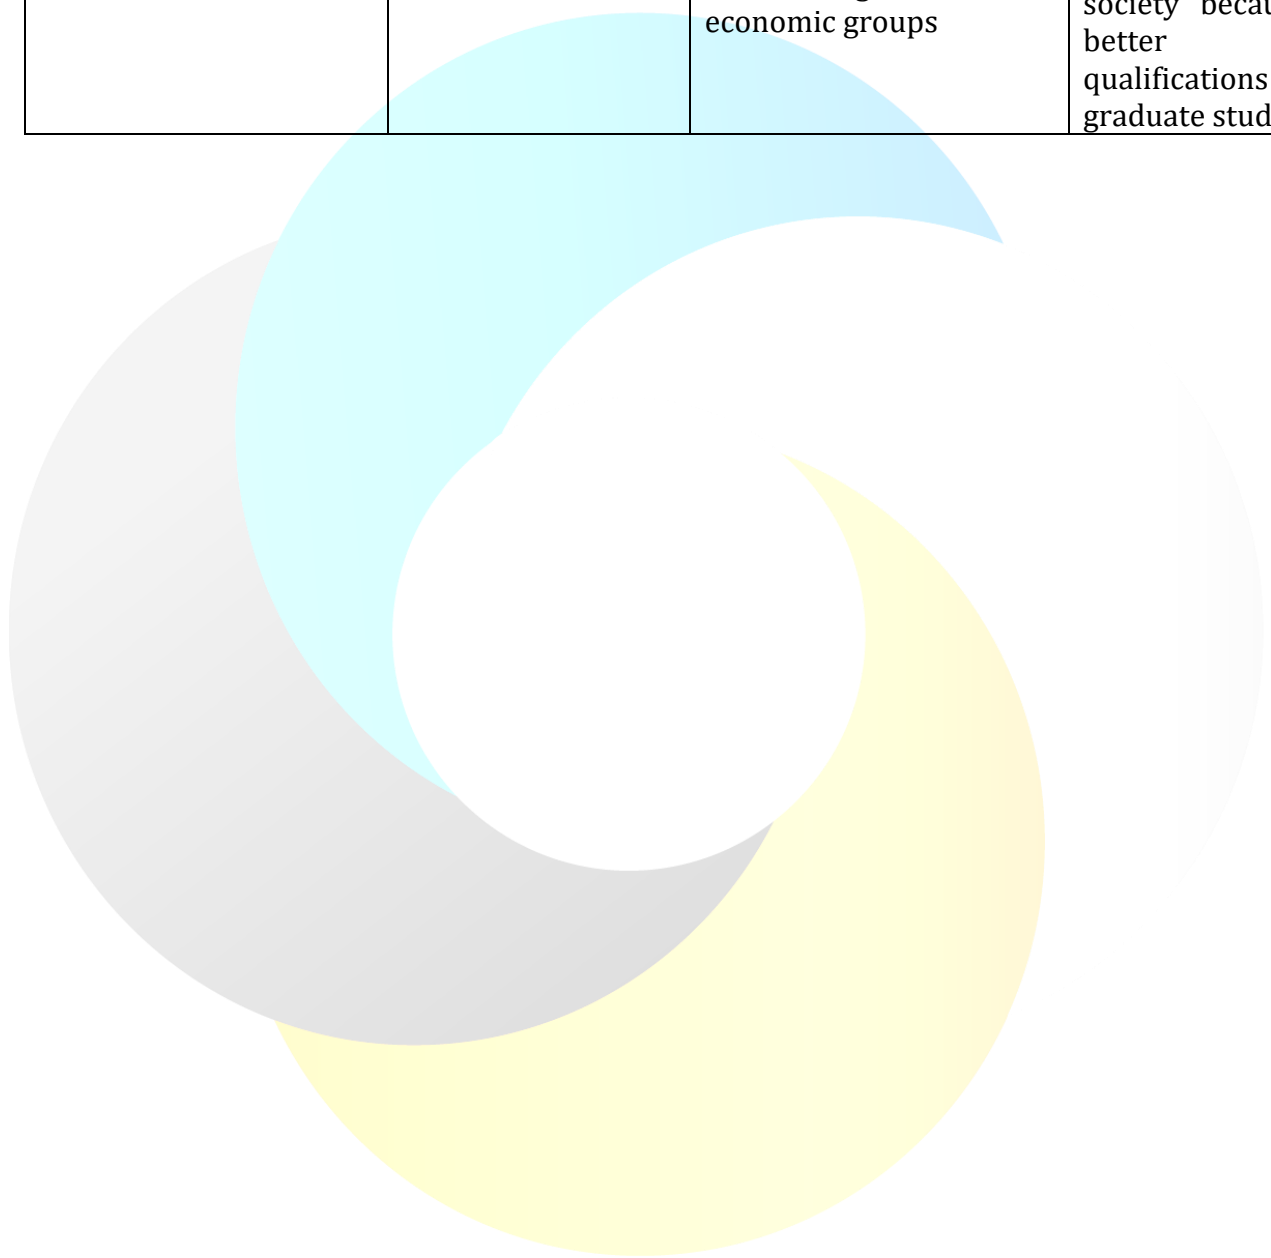 economic groups
society
better
qualifications
graduate